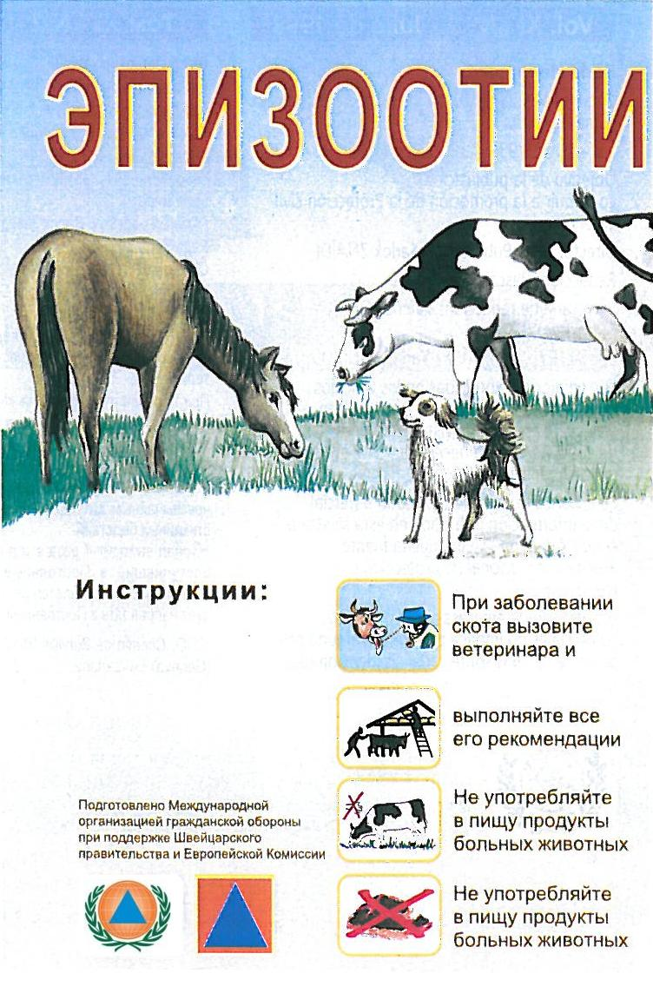 ЭПИЗООТИИ
Инструкции:
При заболевании
скота вызовите
ветеринара и
выполняйте все
его рекомендации
Не употребляйте
в пищу продукты
больных животных
Не употребляйте
в пищу продукты
больных животных
Подготовлено Международной
организацией гражданской обороны
при поддержке Швейцарского
правительства и Европейской Комиссии